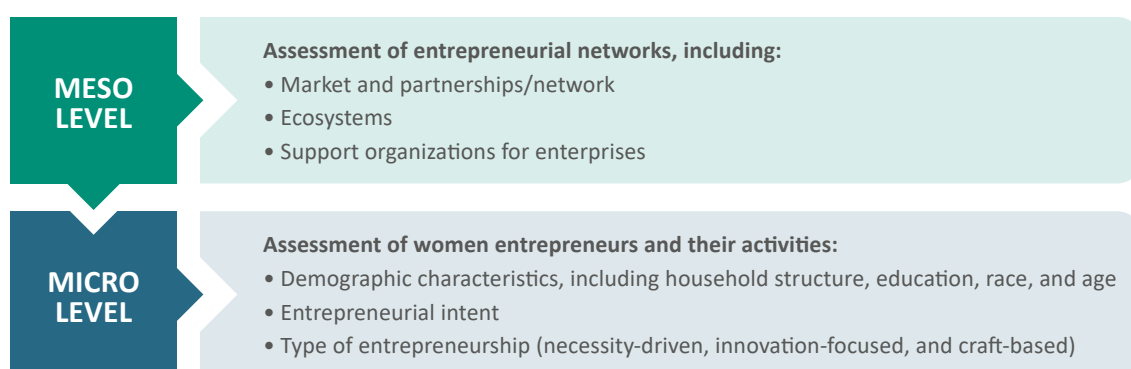 MESO
LEVEL
Assessment of entrepreneurial networks, including:
• Market and partnerships/network
• Ecosystems
• Support organizations for enterprises
MICRO
LEVEL
Assessment of women entrepreneurs and their activities:
• Demographic characteristics, including household structure, education, race, and age
• Entrepreneurial intent
• Type of entrepreneurship (necessity-driven, innovation-focused, and craft-based)